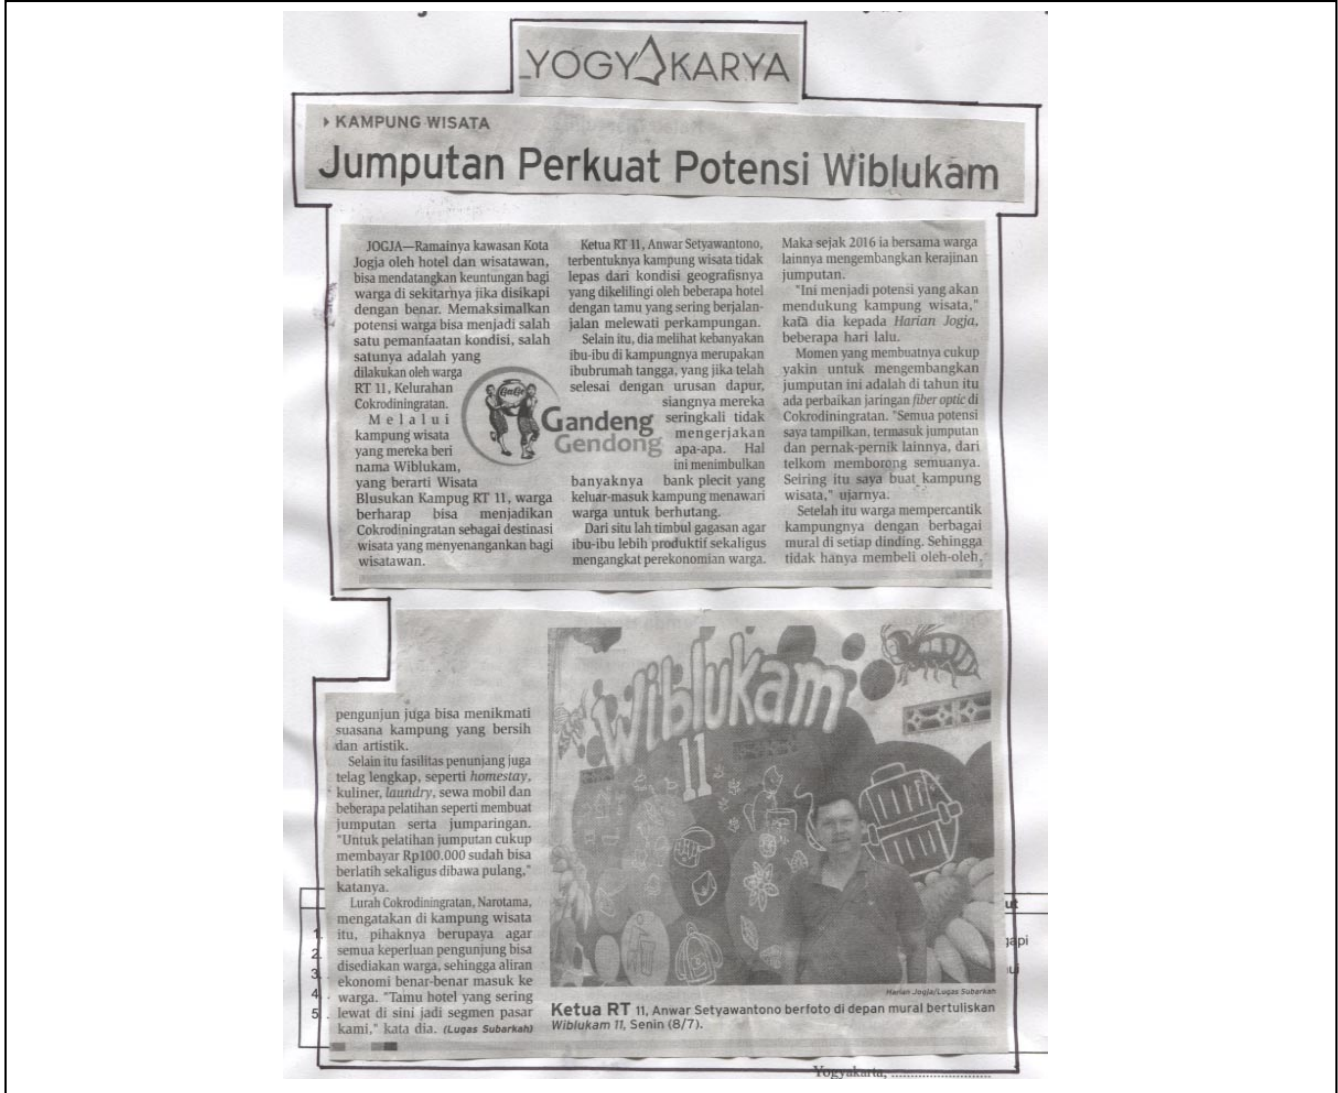 YOGYAKARYA
KAMPUNG WISATA
Jumputan Perkuat Potensi Wiblukam
JOGJA—Ramainya kawasan Kota
Jogja oleh hotel dan wisatawan,
bisa mendatangkan keuntungan bagi
warga di sekitarnya jika disikapi
dengan benar. Memaksimalkan
potensi warga bisa menjadi salah
satu pemanfaatan kondisi, salah
satunya adalah yang
dilakukan oleh warga
RT 11, Kelurahan
Cokrodiningratan.
Melalui
kampung wisata
yang mereka beri
nama Wiblukam,
yang berarti Wisata
Blusukan Kampug RT 11, warga
berharap bisa menjadikan
Cokrodiningratan sebagai destinasi
wisata yang menyenangankan bagi
wisatawan.
GaGe
Gandeng
Gendong
Ketua RT 11, Anwar Setyawantono,
terbentuknya kampung wisata tidak
lepas dari kondisi geografisnya
yang dikelilingi oleh beberapa hotel
dengan tamu yang sering berjalan-
jalan melewati perkampungan.
Selain itu, dia melihat kebanyakan
ibu-ibu di kampungnya merupakan
ibubrumah tangga, yang jika telah
selesai dengan urusan dapur,
siangnya mereka
seringkali tidak
mengerjakan
apa-apa. Hal
ini menimbulkan
banyaknya bank plecit yang
keluar-masuk kampung menawari
warga untuk berhutang.
Dari situ lah timbul gagasan agar
ibu-ibu lebih produktif sekaligus
mengangkat perekonomian warga.
Maka sejak 2016 ia bersama warga
lainnya mengembangkan kerajinan
jumputan.
"Ini menjadi potensi yang akan
mendukung kampung wisata,"
kata dia kepada Harian Jogja,
beberapa hari lalu.
Momen yang membuatnya cukup
yakin untuk mengembangkan
jumputan ini adalah di tahun itu
ada perbaikan jaringan fiber optic di
Cokrodiningratan. "Semua potensi
saya tampilkan, termasuk jumputan
dan pernak-pernik lainnya, dari
telkom memborong semuanya.
Seiring itu saya buat kampung
wisata," ujarnya.
Setelah itu warga mempercantik
kampungnya dengan berbagai
mural di setiap dinding. Sehingga
tidak hanya membeli oleh-oleh,
pengunjun juga bisa menikmati
suasana kampung yang bersih
dan artistik.
Selain itu fasilitas penunjang juga
telag lengkap, seperti homestay,
kuliner, laundry, sewa mobil dan
beberapa pelatihan seperti membuat
jumputan serta jumparingan.
"Untuk pelatihan jumputan cukup
membayar Rp100.000 sudah bisa
berlatih sekaligus dibawa pulang,"
katanya.
Lurah Cokrodiningratan, Narotama,
mengatakan di kampung wisata
itu, pihaknya berupaya agar
semua keperluan pengunjung bisa
disediakan warga, sehingga aliran
ekonomi benar-benar masuk ke
warga. "Tamu hotel yang sering
lewat di sini jadi segmen pasar
kami," kata dia. (Lugas Subarkah)
Wiblukam
11
Harian Jogja/Lugas Subarkah
Ketua RT 11, Anwar Setyawantono berfoto di depan mural bertuliskan
Wiblukam 11, Senin (8/7).
1
2
3
4
5
ut
Yogyakarta, ..........................